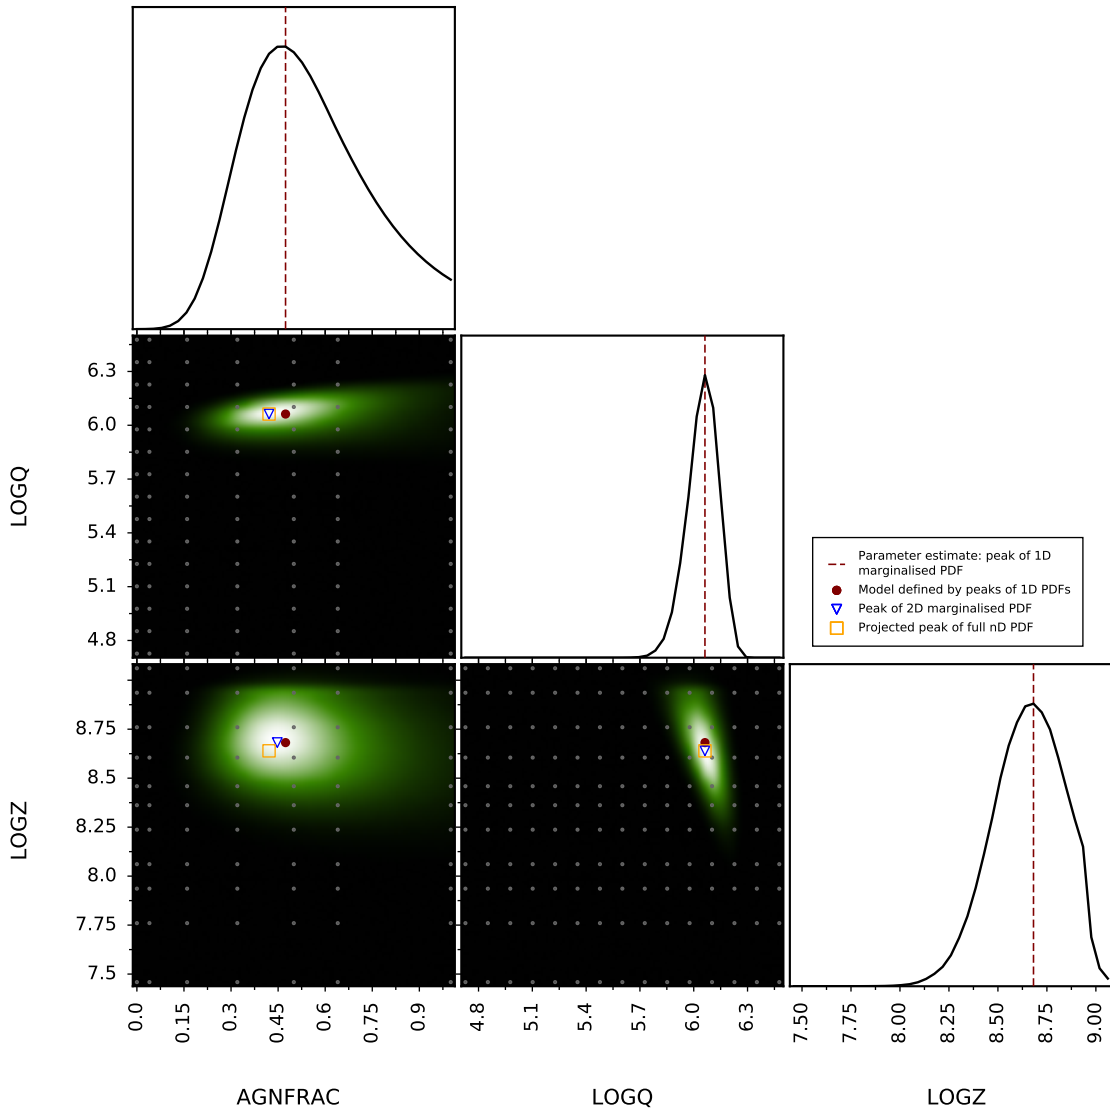 6.3
6.0
5.7
5.4
5.1
4.8
LOGQ
Parameter estimate: peak of 1D
marginalised PDF
Model defined by peaks of 1D PDFs
Peak of 2D marginalised PDF
Projected peak of full nD PDF
8.75
8.5
8.25
8.0
7.75
7.5
LOGZ
0.0 0.15 0.3 0.45 0.6 0.75 0.9
4.8 5.1 5.4 5.7 6.0 6.3
7.50 7.75 8.00 8.25 8.50 8.75 9.00
AGNFRAC
LOGQ
LOGZ